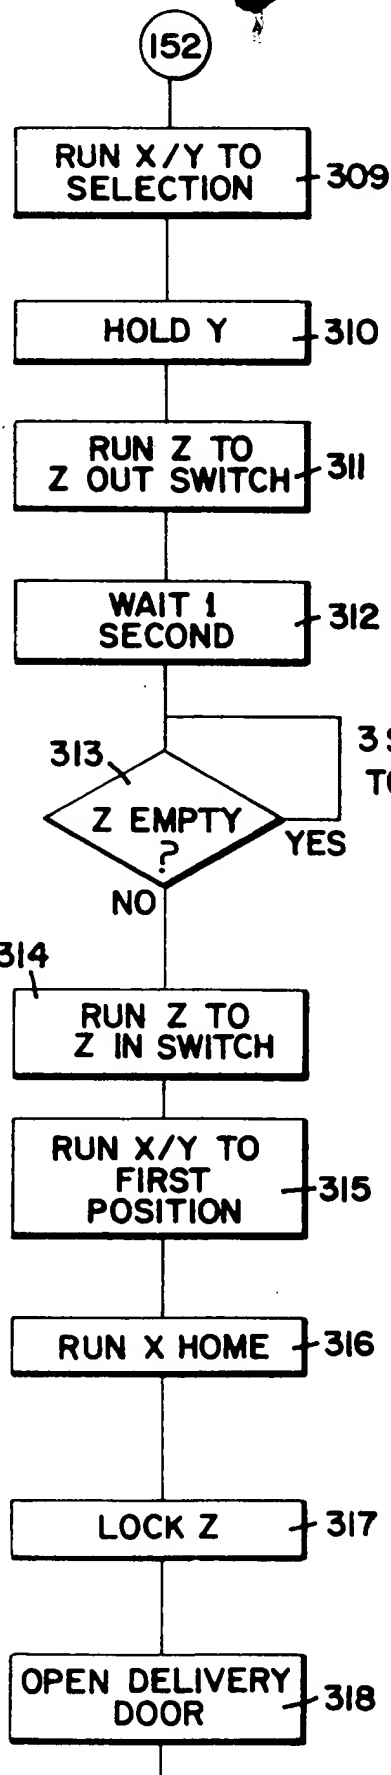 152
RUN X/Y TO
SELECTION
309
HOLD Y
310
RUN Z TO
Z OUT SWITCH
311
WAIT 1
SECOND
312
3
313
Z EMPTY
?
YES
NO
314
RUN Z TO
Z IN SWITCH
RUN X/Y TO
FIRST
POSITION
315
RUN X HOME
316
LOCK Z
317
OPEN DELIVERY
DOOR
318